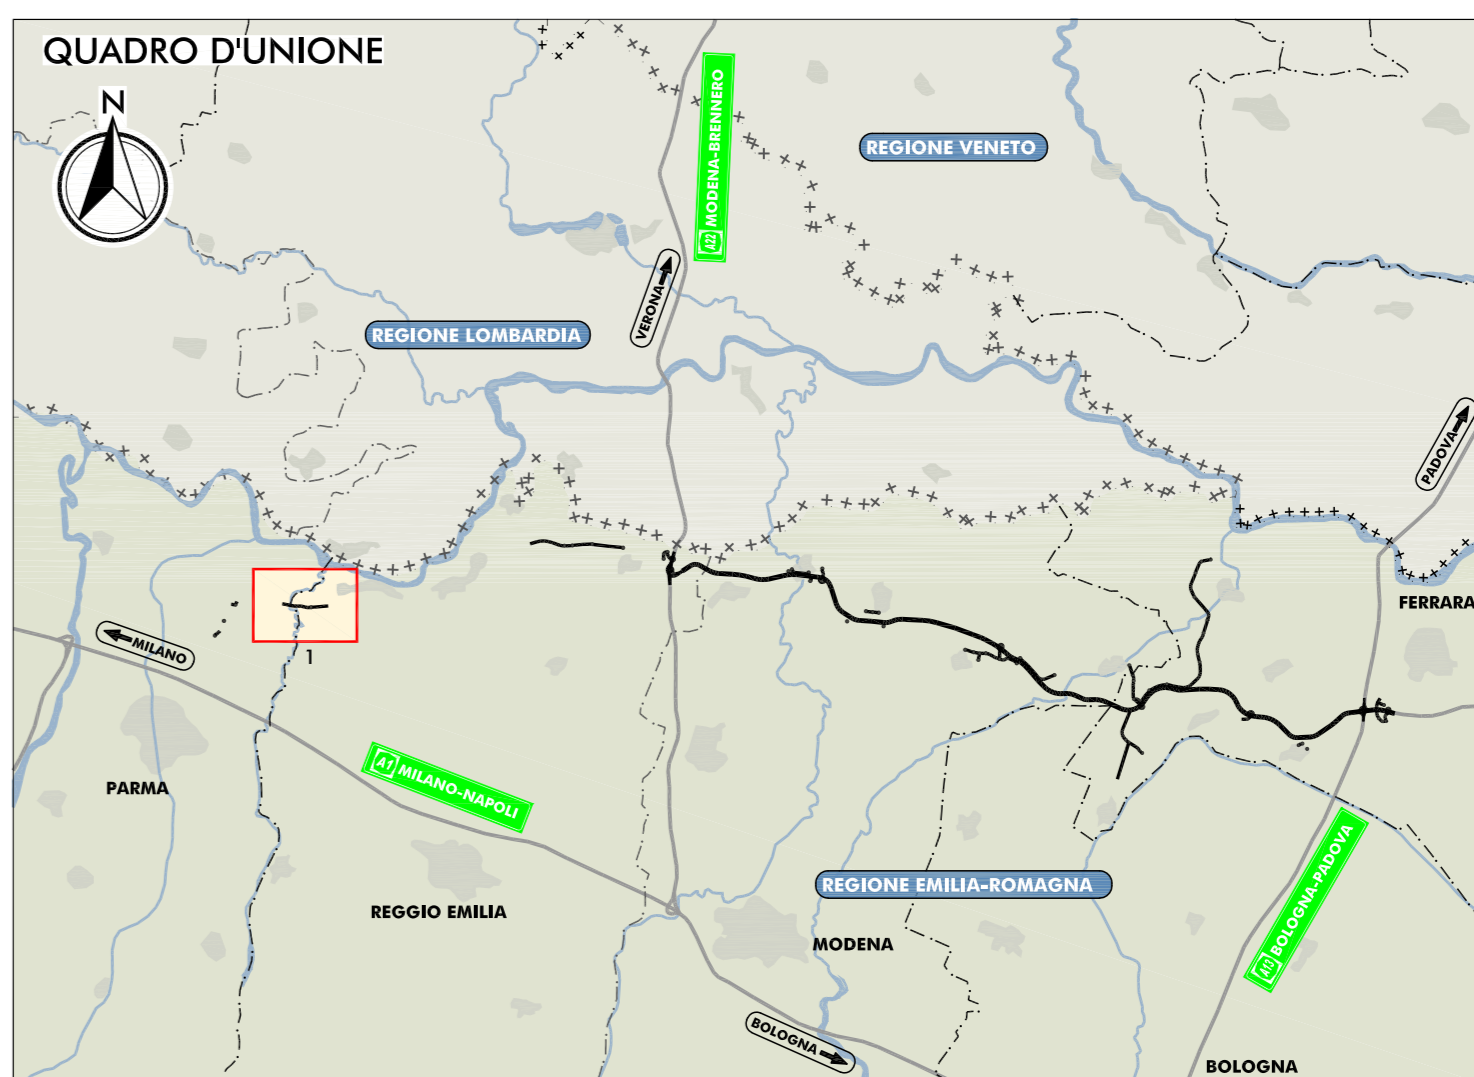 QUADRO D'UNIONE
N
A22 MODENA-BRENNERO
REGIONE VENETO
VERONA
REGIONE LOMBARDIA
PADOVA
FERRARA
MILANO
1
PARMA
A1 MILANO-NAPOLI
REGGIO EMILIA
REGIONE EMILIA-ROMAGNA
A13 BOLOGNA-PADOVA
MODENA
BOLOGNA
BOLOGNA